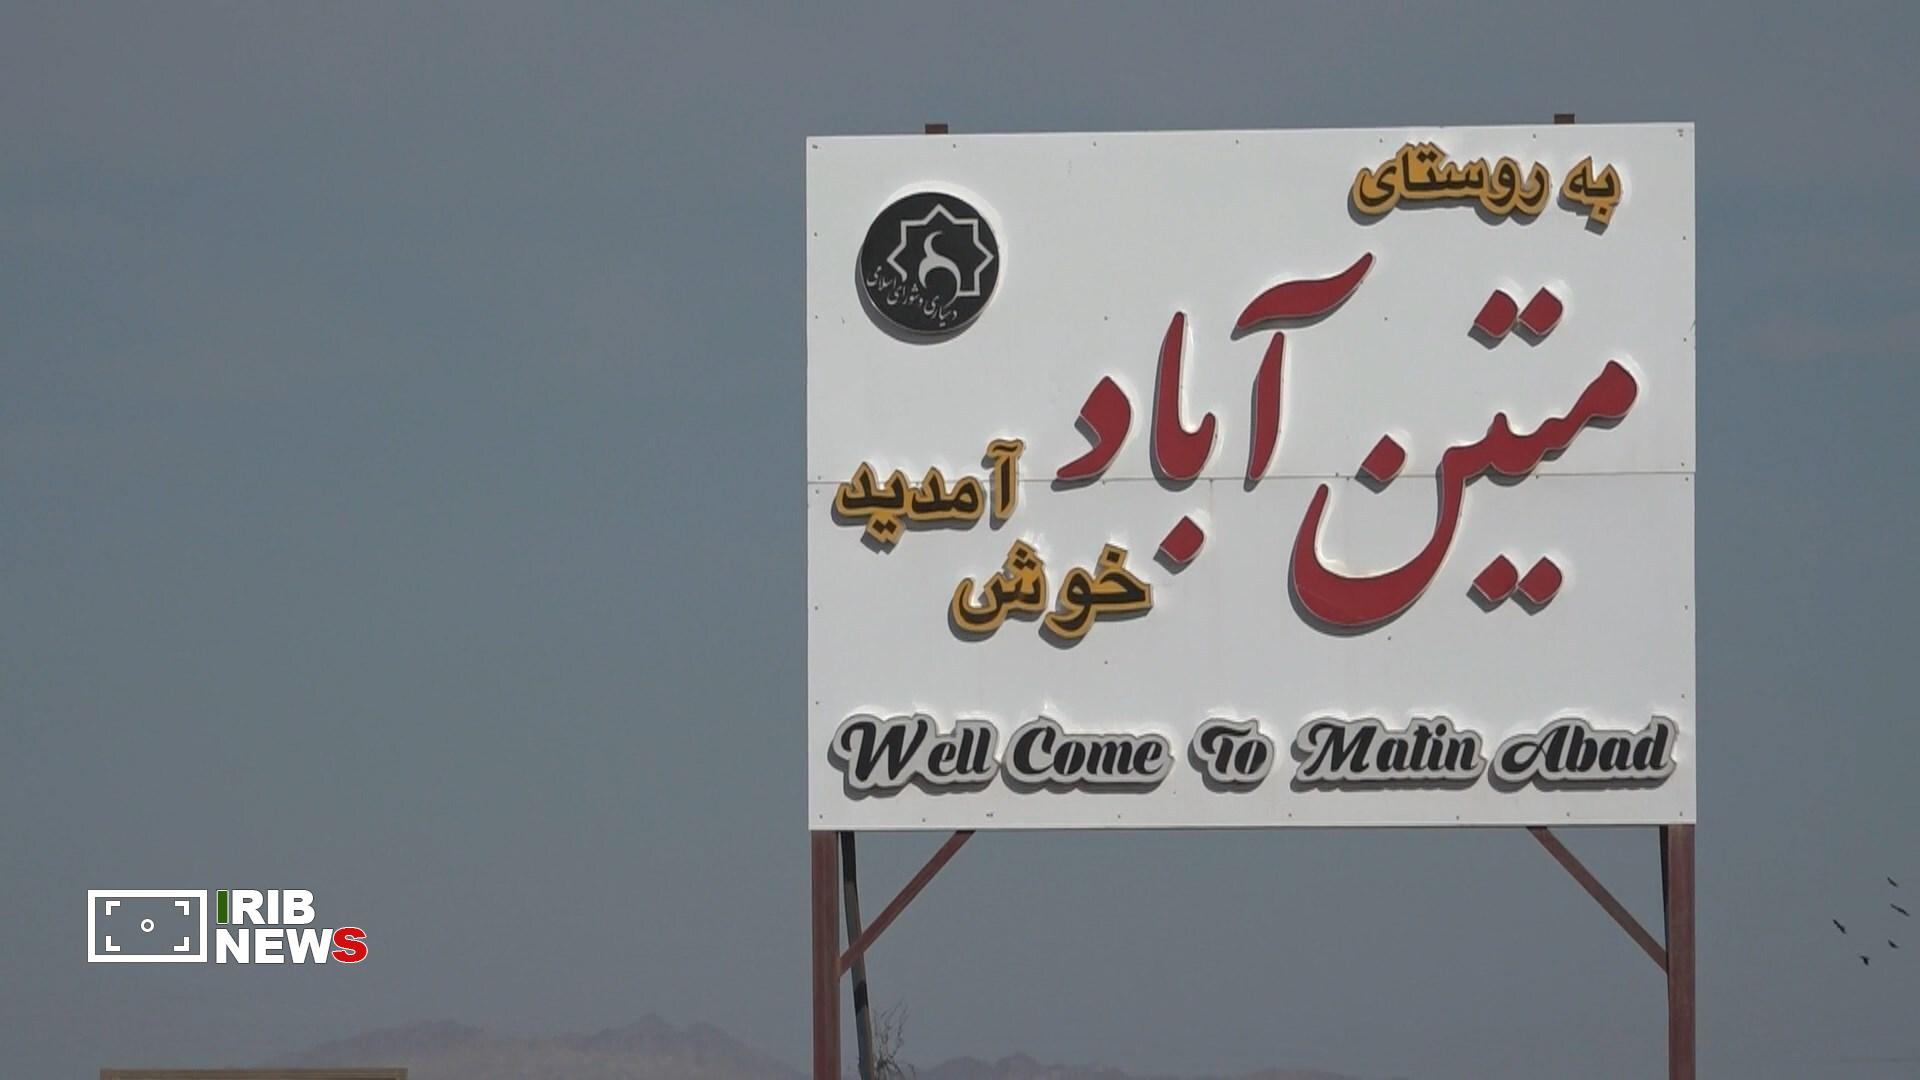 به روستای
متین آباد
خوش
آمدید
دهیاری و شورای اسلامی
Well Come To Matin Abad
IRIB
NEWS